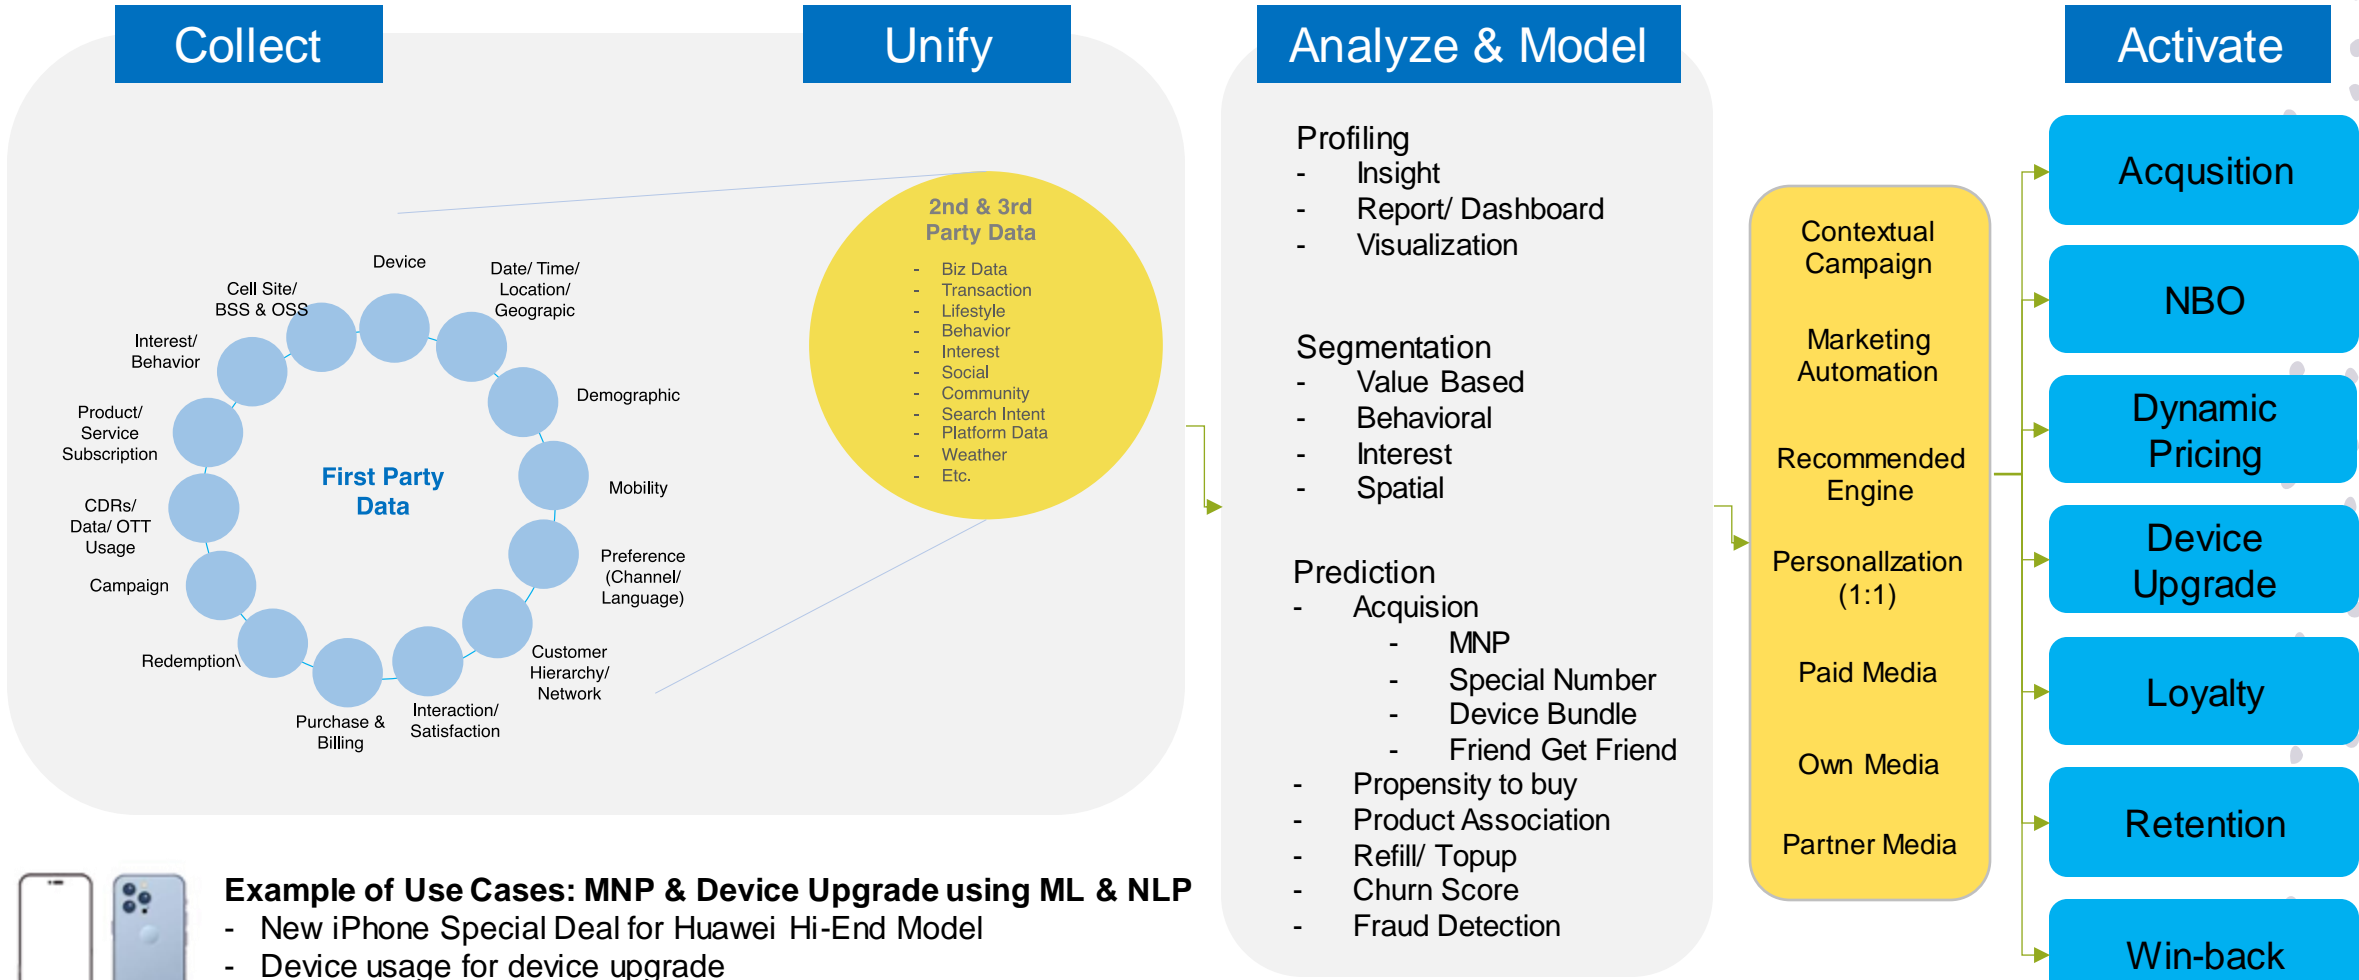 Collect
Unify
Analyze & Model
Activate
Device
Date/ Time/
Location/
Geograpic
Cell Site/
BSS & OSS
Interest/
Behavior
Demographic
Product/
Service
Subscription
First Party
Data
Mobility
CDRs/
Data/ OTT
Usage
Preference
(Channel/
Language)
Campaign
Customer
Hierarchy/
Network
Redemption\
Interaction/
Satisfaction
Purchase &
Billing
2nd & 3rd
Party Data
- Biz Data
- Transaction
- Lifestyle
- Behavior
- Interest
- Social
- Community
- Search Intent
- Platform Data
- Weather
- Etc.
Profiling
- Insight
- Report/ Dashboard
- Visualization
Segmentation
- Value Based
- Behavioral
- Interest
- Spatial
Prediction
- Acquision
- MNP
- Special Number
- Device Bundle
- Friend Get Friend
- Propensity to buy
- Product Association
- Refill/ Topup
- Churn Score
- Fraud Detection
Contextual
Campaign
Marketing
Automation
Recommended
Engine
Personallzation
(1:1)
Paid Media
Own Media
Partner Media
Acqusition
NBO
Dynamic
Pricing
Device
Upgrade
Loyalty
Retention
Win-back
Example of Use Cases: MNP & Device Upgrade using ML & NLP
- New iPhone Special Deal for Huawei Hi-End Model
- Device usage for device upgrade